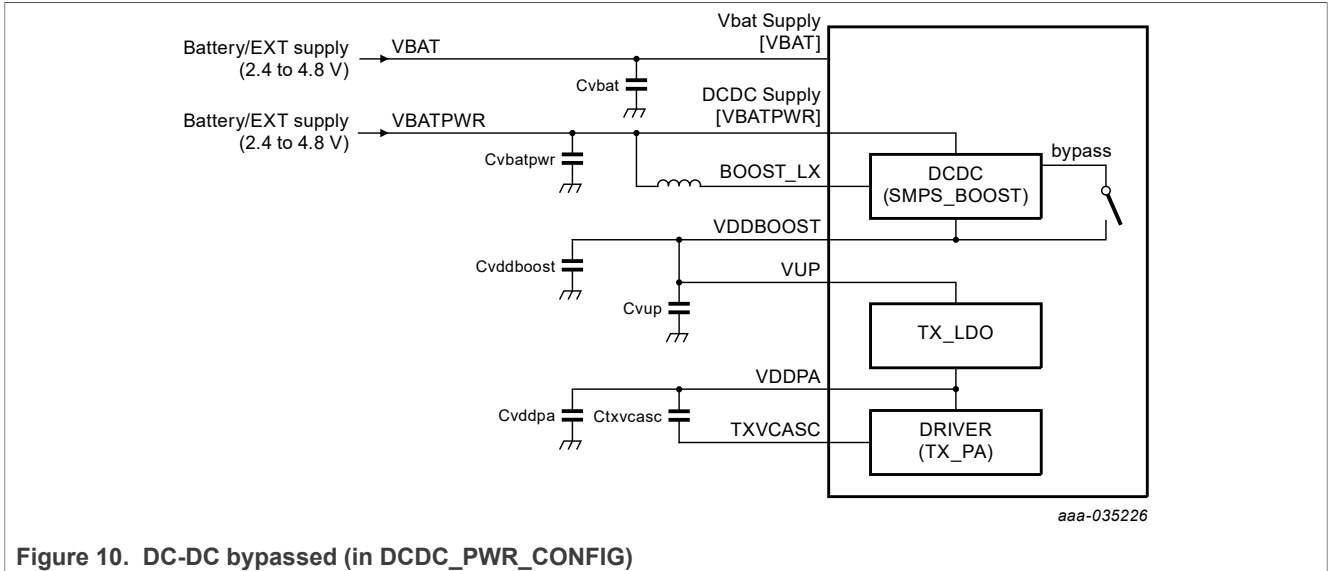 Vbat Supply
[VBAT]
Battery/EXT supply
(2.4 to 4.8 V)
VBAT
Cvbat
DCDC Supply
[VBATPWR]
Battery/EXT supply
(2.4 to 4.8 V)
VBATPWR
Cvbatpwr
BOOST_LX
DCDC
(SMPS_BOOST)
bypass
VDDBOOST
Cvddboost
VUP
Cvup
TX_LDO
VDDPA
Cvddpa
Ctxvcasc
TXVCASC
DRIVER
(TX_PA)
aaa-035226
Figure 10. DC-DC bypassed (in DCDC_PWR_CONFIG)